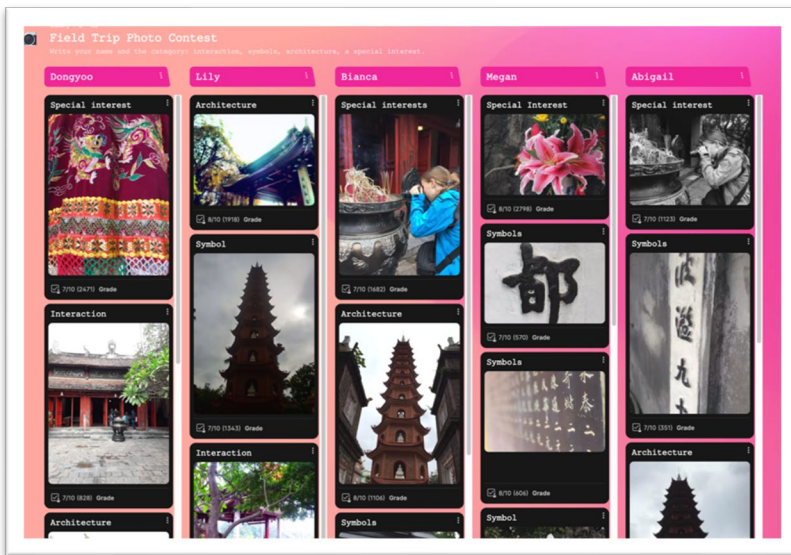 Field Trip Photo Contest
Write your name and the category: interaction, symbols, architecture, a special interest.
Dongyoo
Special interest
7/10 (2471) Grade
Interaction
7/10 (828) Grade
Architecture
Lily
Architecture
8/10 (1918) Grade
Symbol
7/10 (1343) Grade
Interaction
Bianca
Special interests
7/10 (1682) Grade
Architecture
8/10 (1106) Grade
Symbols
Megan
Special Interest
8/10 (2798) Grade
Symbols
郁
7/10 (570) Grade
Symbols
8/10 (606) Grade
Symbol
Abigail
Special interest
7/10 (1123) Grade
Symbols
波
溢
九
7/10 (351) Grade
Architecture